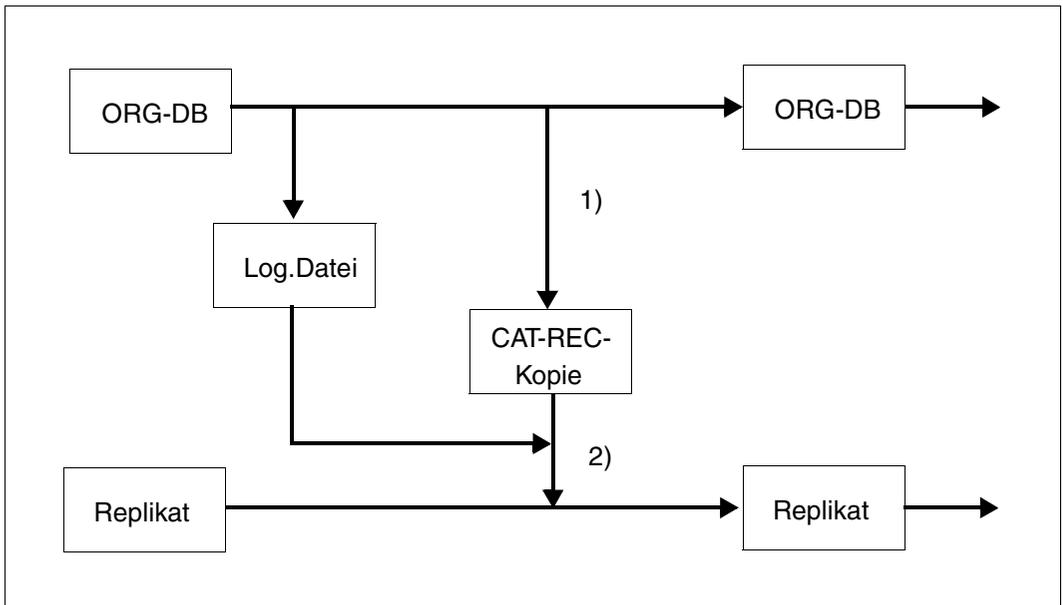 ORG-DB
ORG-DB
1)
Log.Datei
CAT-REC-
Kopie
2)
Replikat
Replikat